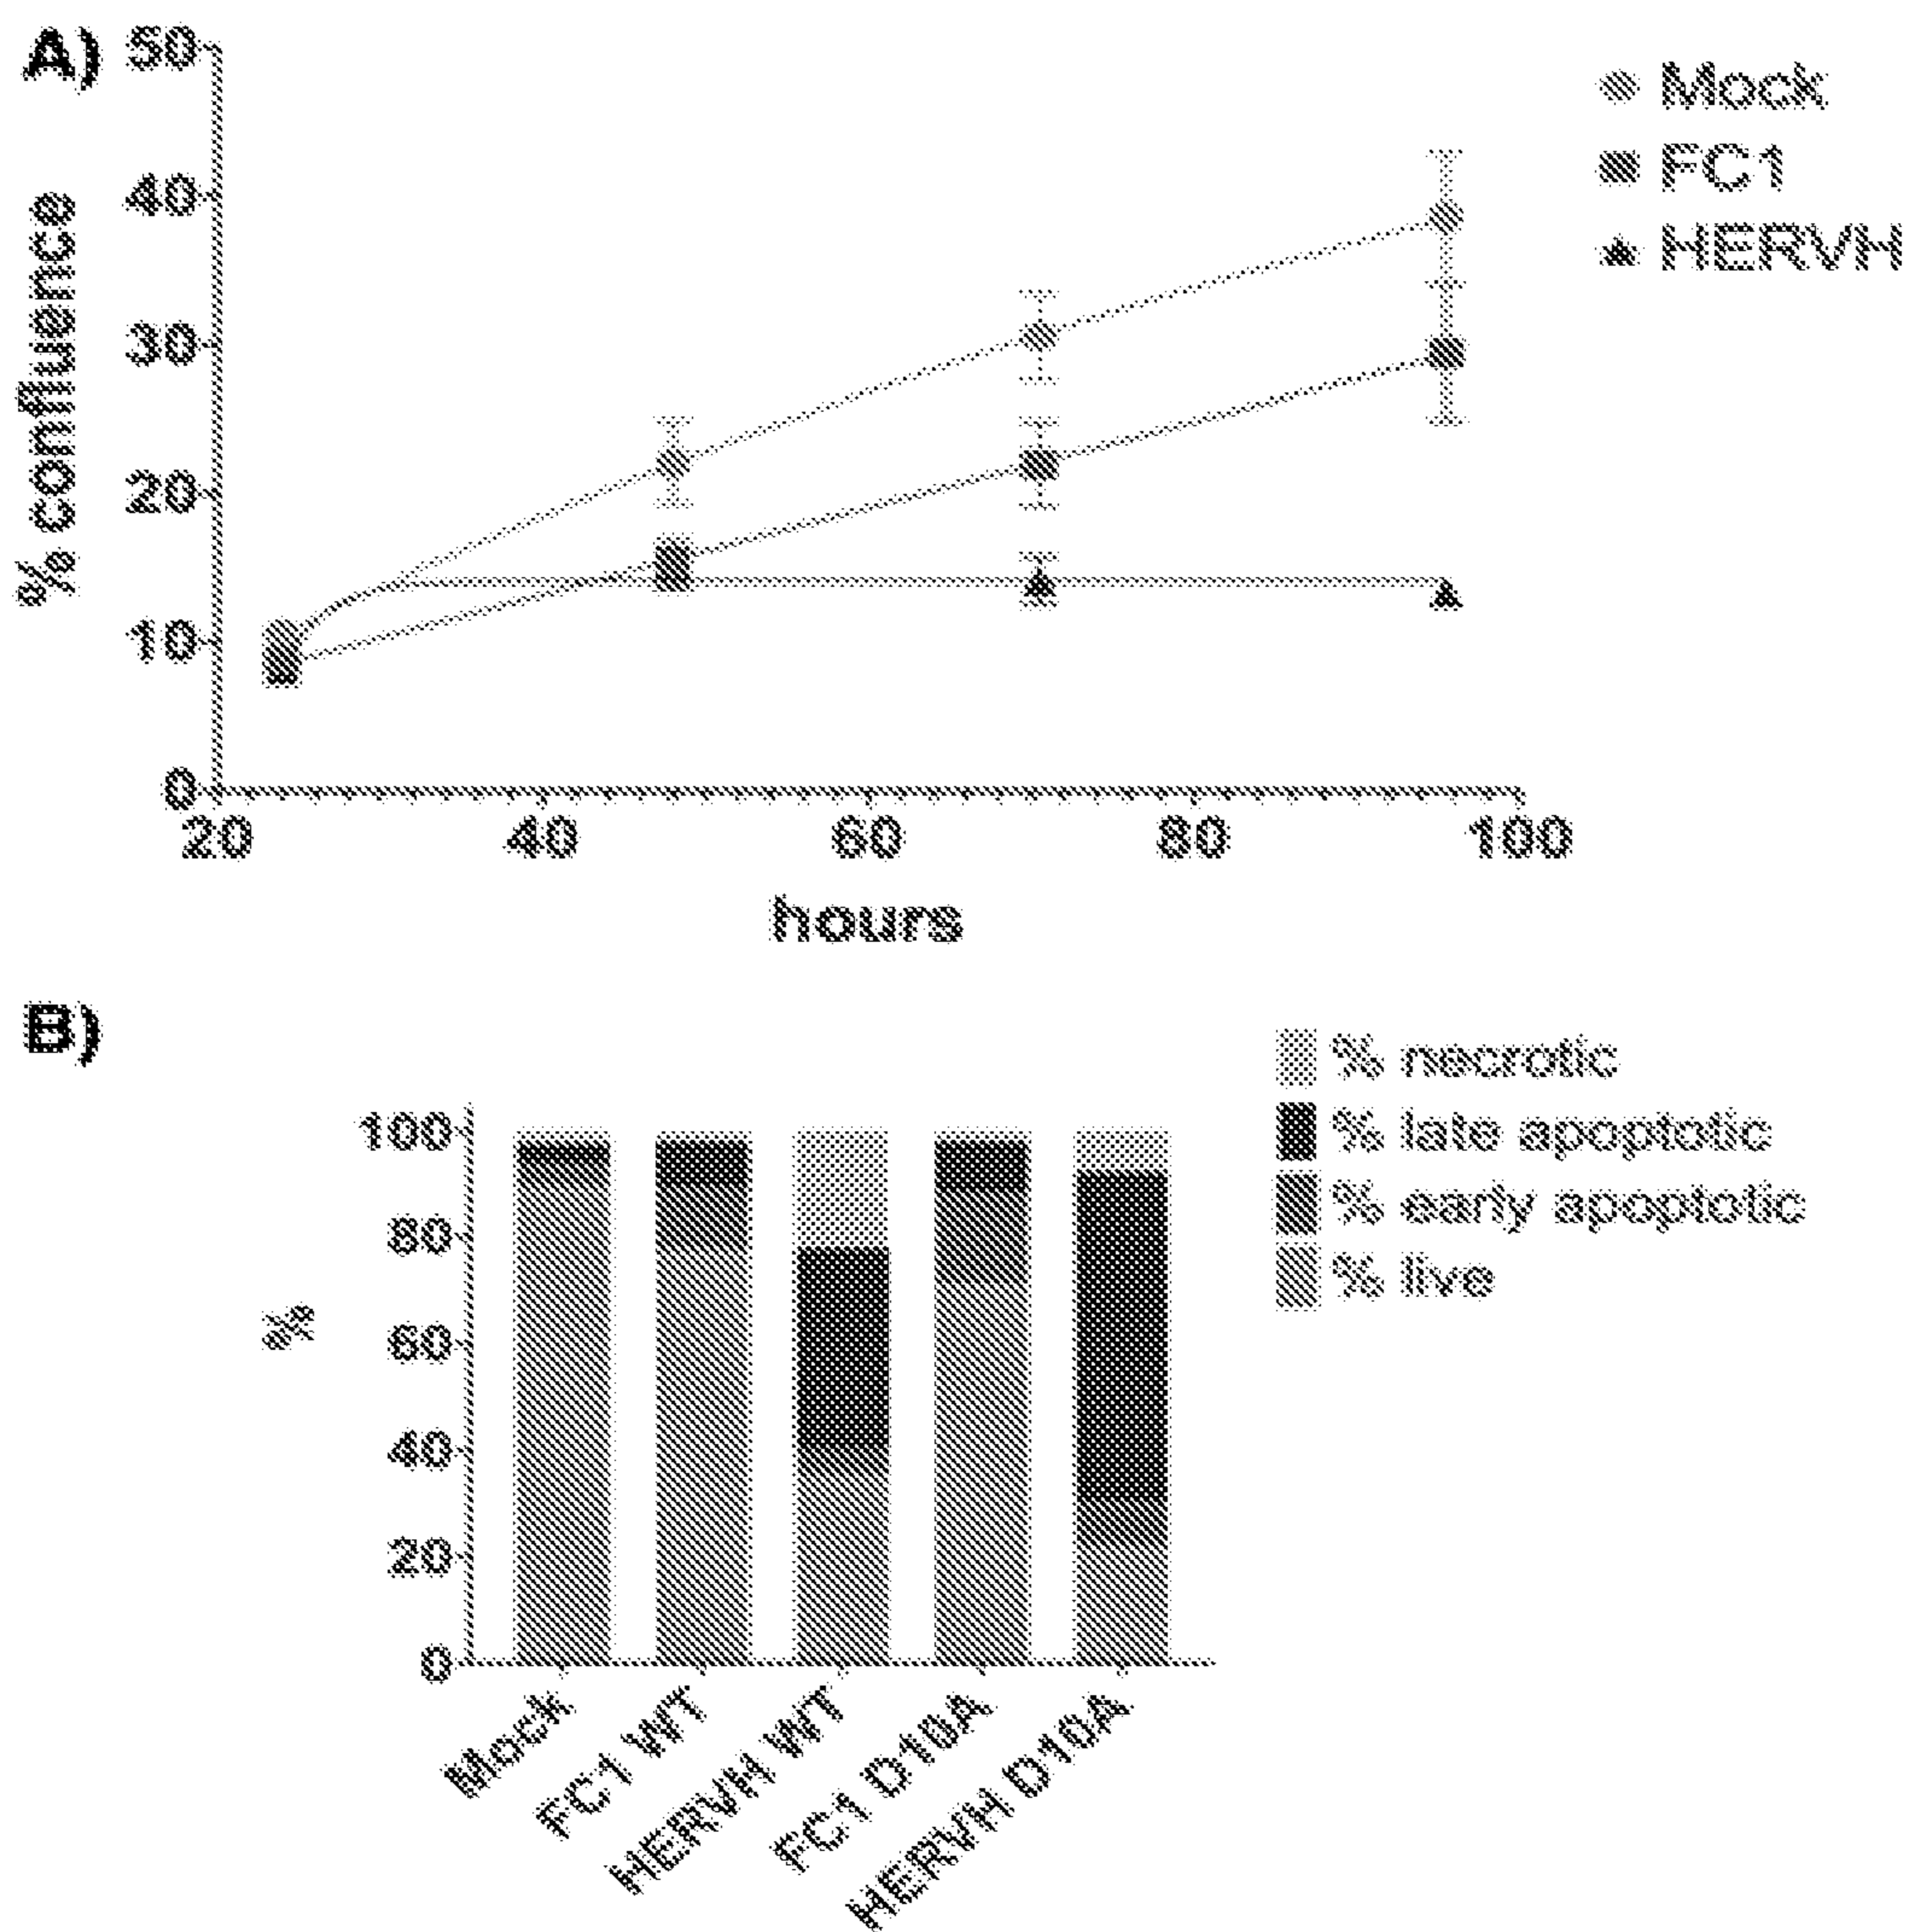 A)
50
40
30
20
10
0
% confluence
20 40 60 80 100
hours
Mock
FC1
HERVH
B)
100
80
60
40
20
0
%
Mock
FC1 WT
HERVH WT
FC1 D10A
HERVH D10A
% necrotic
% late apoptotic
% early apoptotic
% live